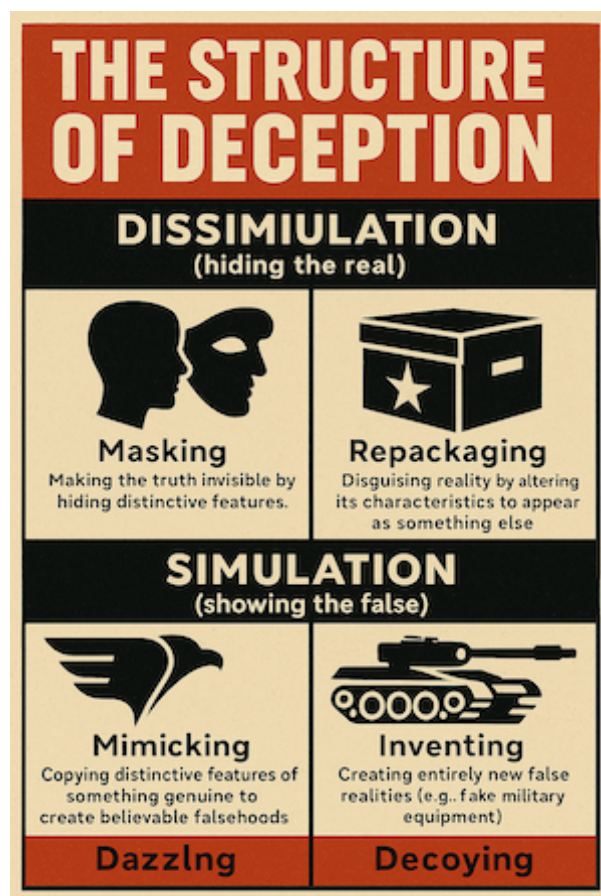 THE STRUCTURE
OF DECEPTION
DISSIMIULATION
(hiding the real)
Masking
Making the truth invisible by
hiding distinctive features.
Repackaging
Disguising reality by altering
its characteristics to appear
as something else
SIMULATION
(showing the false)
Mimicking
Copying distinctive features of
something genuine to
create believable falsehoods
Inventing
Creating entirely new false
realities (e.g.. fake military
equipment)
Dazzlng
Decoying